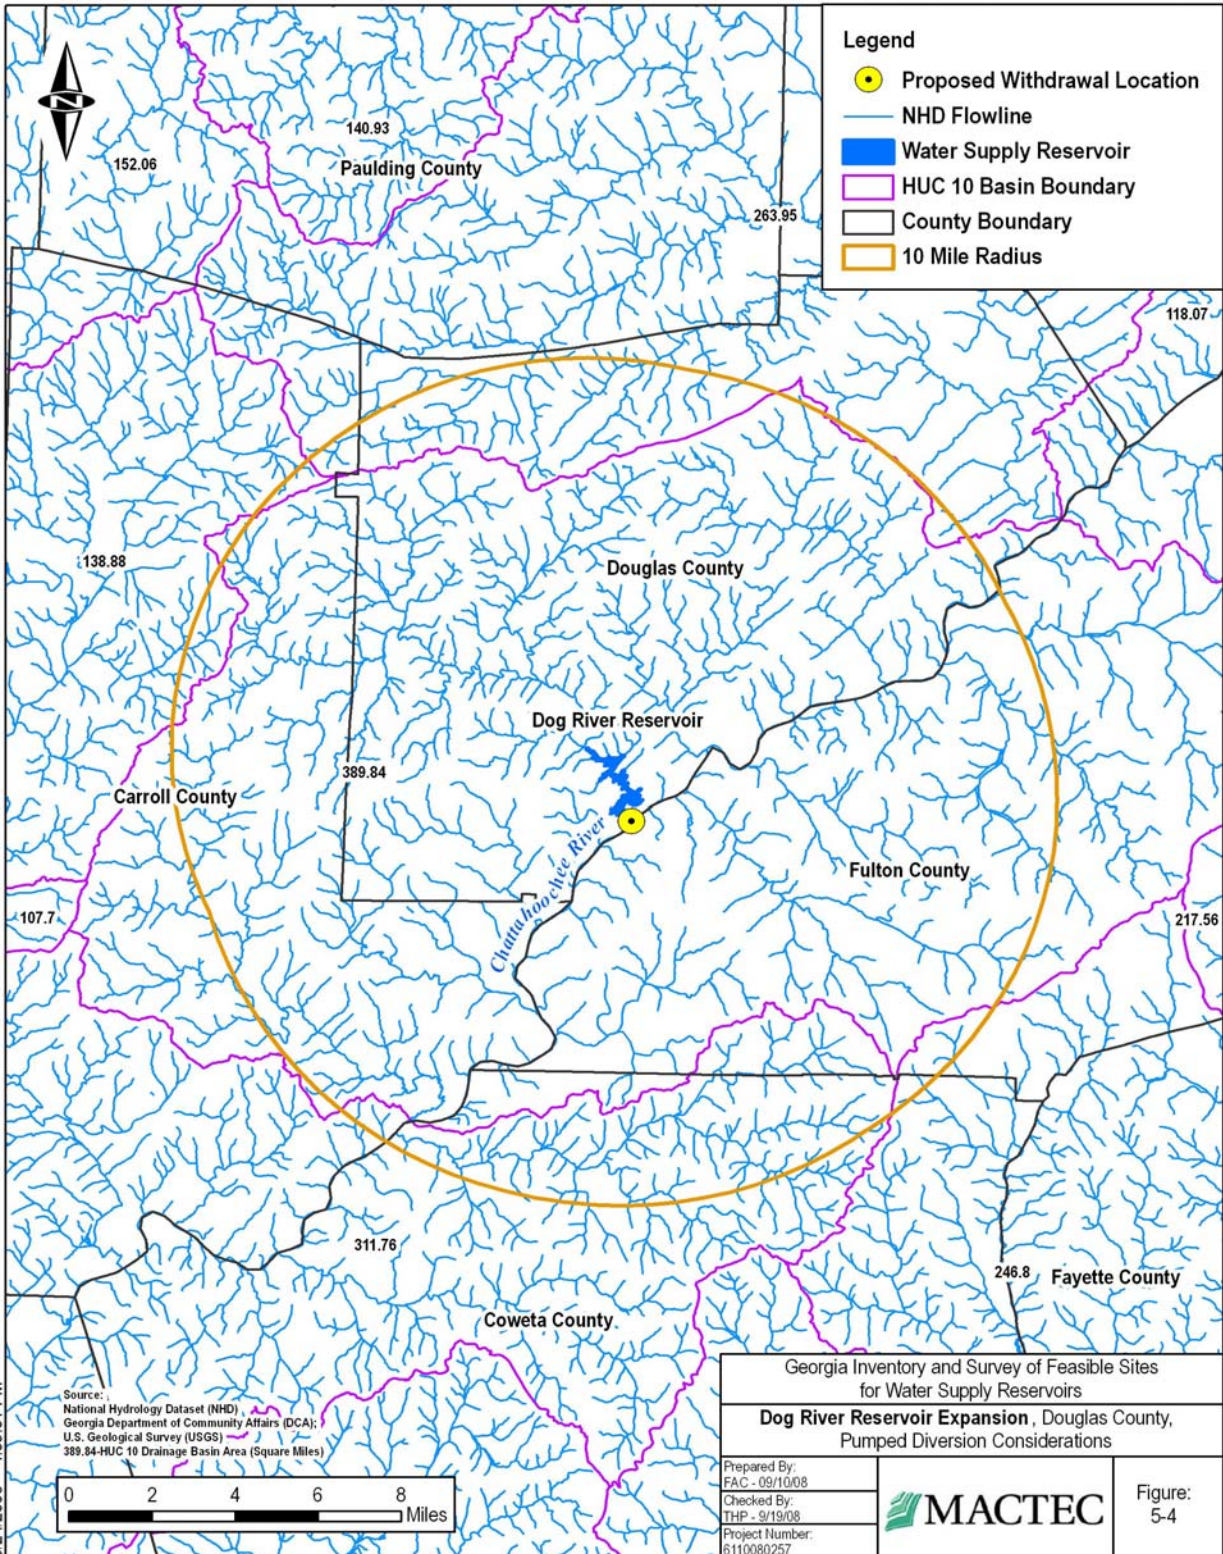 Legend
Proposed Withdrawal Location
NHD Flowline
Water Supply Reservoir
HUC 10 Basin Boundary
County Boundary
10 Mile Radius
N
140.93
152.06
Paulding County
263.95
118.07
138.88
Douglas County
Dog River Reservoir
389.84
Carroll County
Chattahoochee River
Fulton County
107.7
217.56
311.76
246.8
Fayette County
Coweta County
Source:
National Hydrology Dataset (NHD)
Georgia Department of Community Affairs (DCA);
U.S. Geological Survey (USGS)
389.84-HUC 10 Drainage Basin Area (Square Miles)
0 2 4 6 8
Miles
Georgia Inventory and Survey of Feasible Sites
for Water Supply Reservoirs
Dog River Reservoir Expansion, Douglas County,
Pumped Diversion Considerations
Prepared By:
FAC - 09/10/08
Checked By:
THP - 9/19/08
Project Number:
6110080257
MACTEC
Figure:
5-4